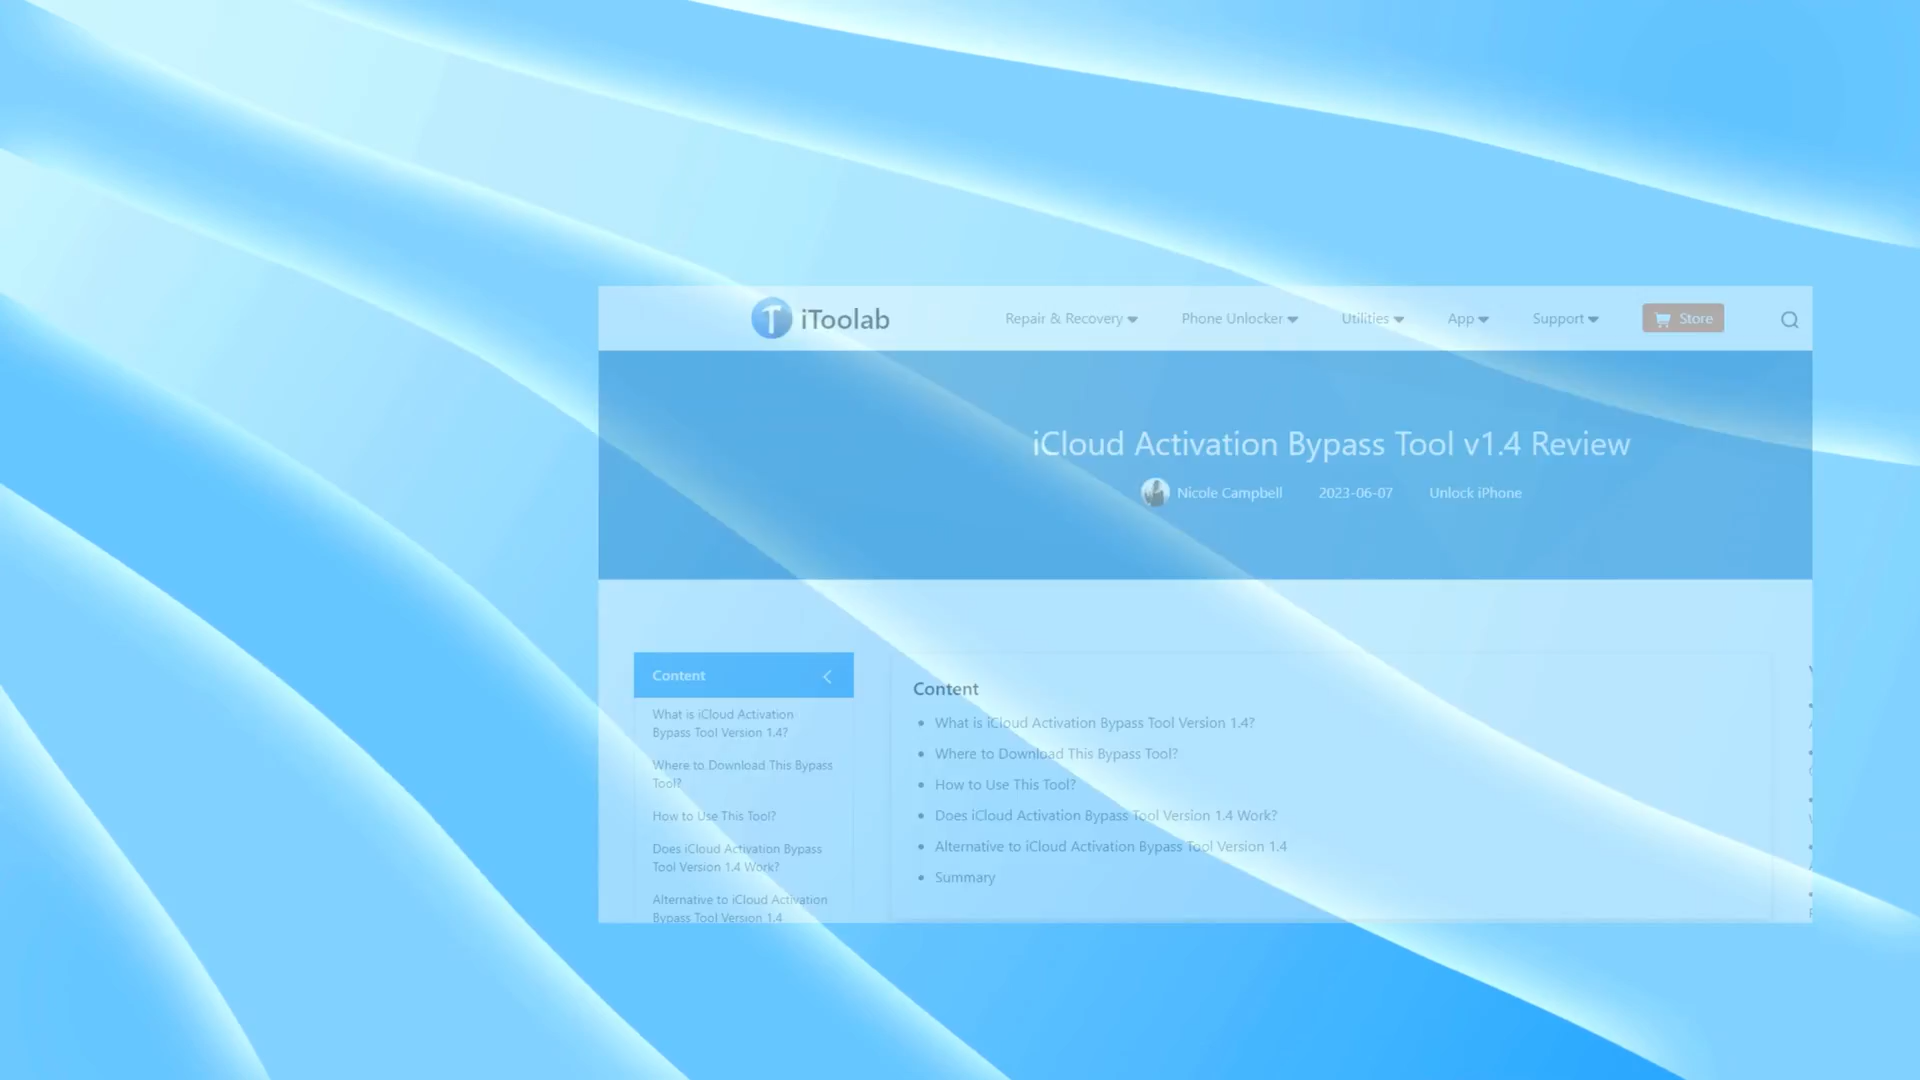 iToolab
Repair & Recovery
Phone Unlocker
Utilities
App
Support
Store
iCloud Activation Bypass Tool v1.4 Review
Nicole Campbell
2023-06-07
Unlock iPhone
Content
What is iCloud Activation
Bypass Tool Version 1.4?
Where to Download This Bypass
Tool?
How to Use This Tool?
Does iCloud Activation Bypass
Tool Version 1.4 Work?
Alternative to iCloud Activation
Bypass Tool Version 1.4
Content
What is iCloud Activation Bypass Tool Version 1.4?
Where to Download This Bypass Tool?
How to Use This Tool?
Does iCloud Activation Bypass Tool Version 1.4 Work?
Alternative to iCloud Activation Bypass Tool Version 1.4
Summary